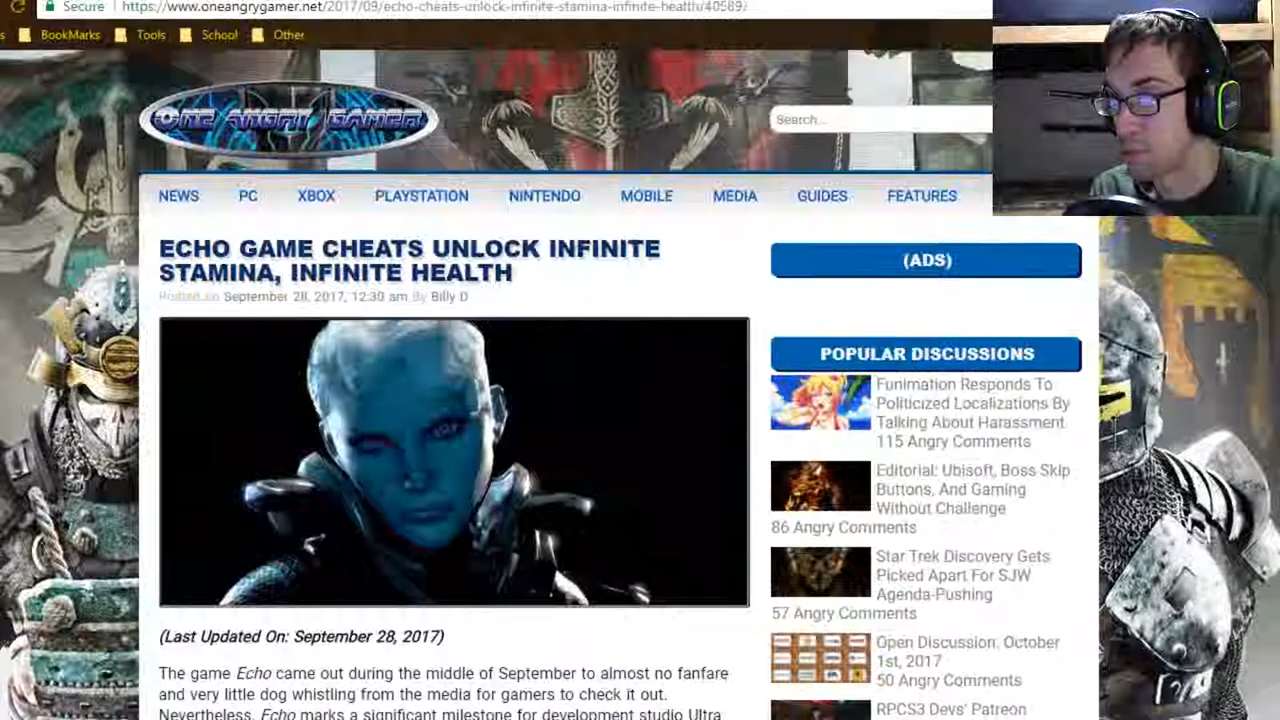 Secure https://www.oneangrygamer.net/2017/09/echo-cheats-unlock-infinite-stamina-infinite-health/40589/
s BookMarks Tools School Other
ONE ANGRY GAMER
Search...
NEWS PC XBOX PLAYSTATION NINTENDO MOBILE MEDIA GUIDES FEATURES
ECHO GAME CHEATS UNLOCK INFINITE
STAMINA, INFINITE HEALTH
Posted on September 28, 2017, 12:30 am By Billy D
(Last Updated On: September 28, 2017)
The game Echo came out during the middle of September to almost no fanfare
and very little dog whistling from the media for gamers to check it out.
Nevertheless, Echo marks a significant milestone for development studio Ultra
(ADS)
POPULAR DISCUSSIONS
Funimation Responds To
Politicized Localizations By
Talking About Harassment
115 Angry Comments
Editorial: Ubisoft, Boss Skip
Buttons, And Gaming
Without Challenge
86 Angry Comments
Star Trek Discovery Gets
Picked Apart For SJW
Agenda-Pushing
57 Angry Comments
Open Discussion: October
1st, 2017
50 Angry Comments
RPCS3 Devs' Patreon